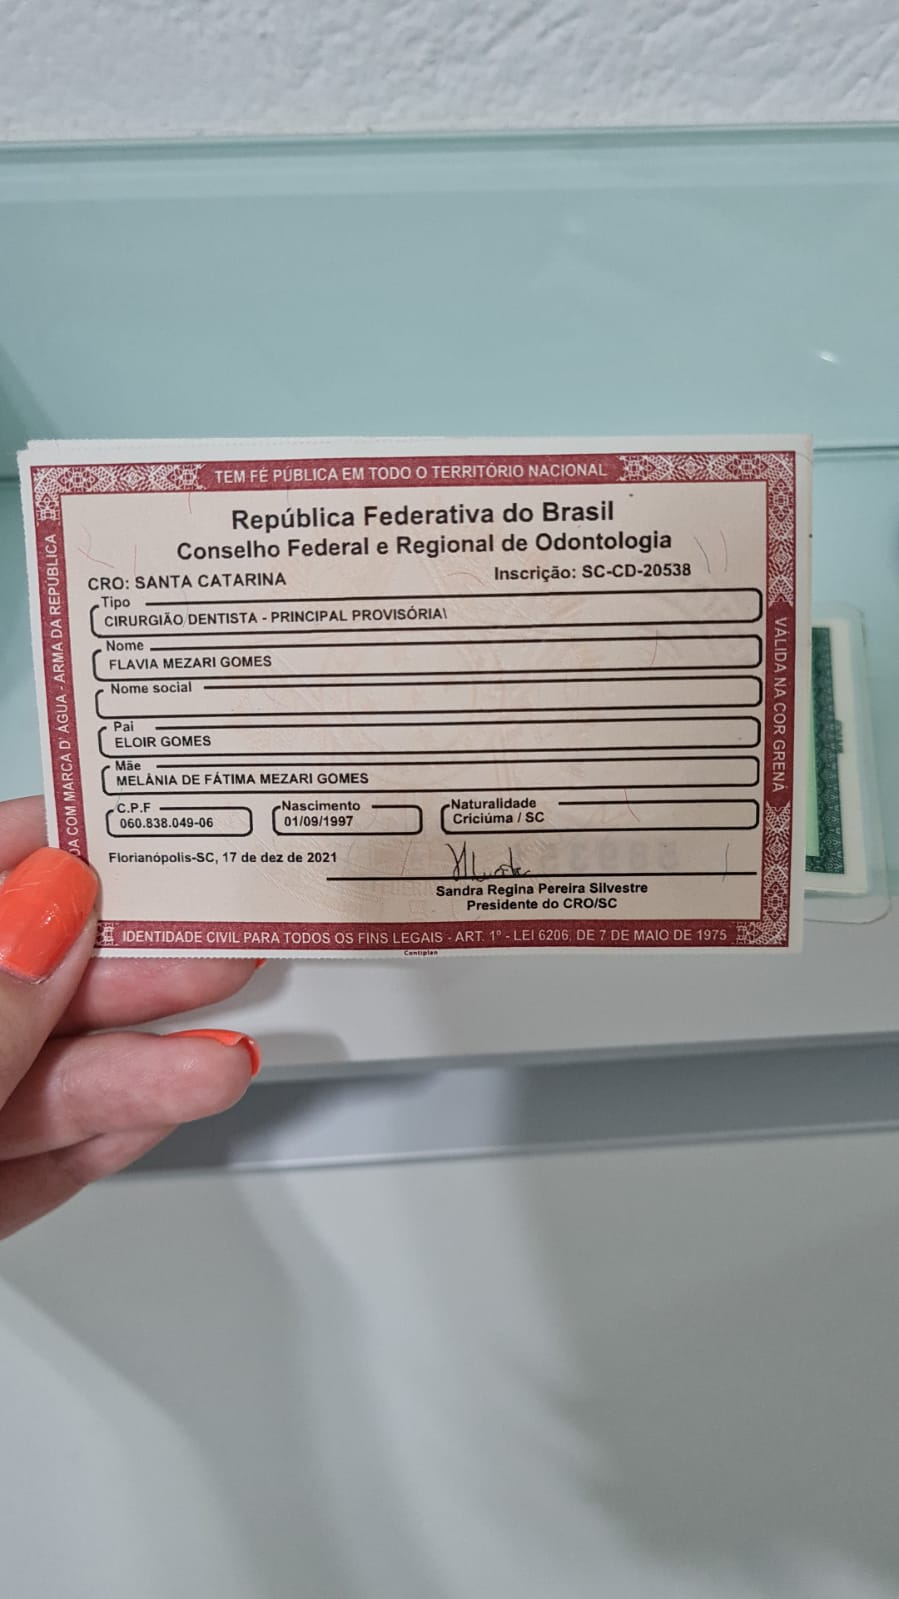 TEM FÉ PÚBLICA EM TODO O TERRITÓRIO NACIONAL
República Federativa do Brasil
Conselho Federal e Regional de Odontologia
CRO: SANTA CATARINA
Inscrição: SC-CD-20538
Tipo
CIRURGIÃO DENTISTA - PRINCIPAL PROVISÓRIA\
Nome
FLAVIA MEZARI GOMES
Nome social
Pai
ELOIR GOMES
Mãe
MELÂNIA DE FÁTIMA MEZARI GOMES
C.P.F
060.838.049-06
Nascimento
01/09/1997
Naturalidade
Criciúma / SC
Florianópolis-SC, 17 de dez de 2021
Sandra Regina Pereira Silvestre
Presidente do CRO/SC
IDENTIDADE CIVIL PARA TODOS OS FINS LEGAIS - ART. 1º - LEI 6206, DE 7 DE MAIO DE 1975
COM MARCA D' ÁGUA - ARMA DA REPÚBLICA
VÁLIDA NA COR GRENÁ